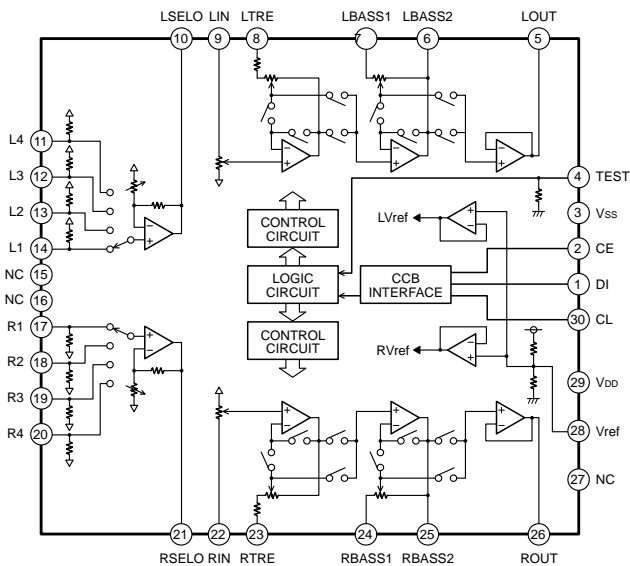 LSELO LIN LTRE LBASS1 LBASS2 LOUT
10 9 8 7 6 5
L4 11
L3 12
L2 13
L1 14
NC 15
NC 16
R1 17
R2 18
R3 19
R4 20
CONTROL
CIRCUIT
LOGIC
CIRCUIT
CONTROL
CIRCUIT
CCB
INTERFACE
LVref
RVref
4 TEST
3 VSS
2 CE
1 DI
30 CL
29 VDD
28 Vref
27 NC
21 22 23 24 25 26
RSELO RIN RTRE RBASS1 RBASS2 ROUT